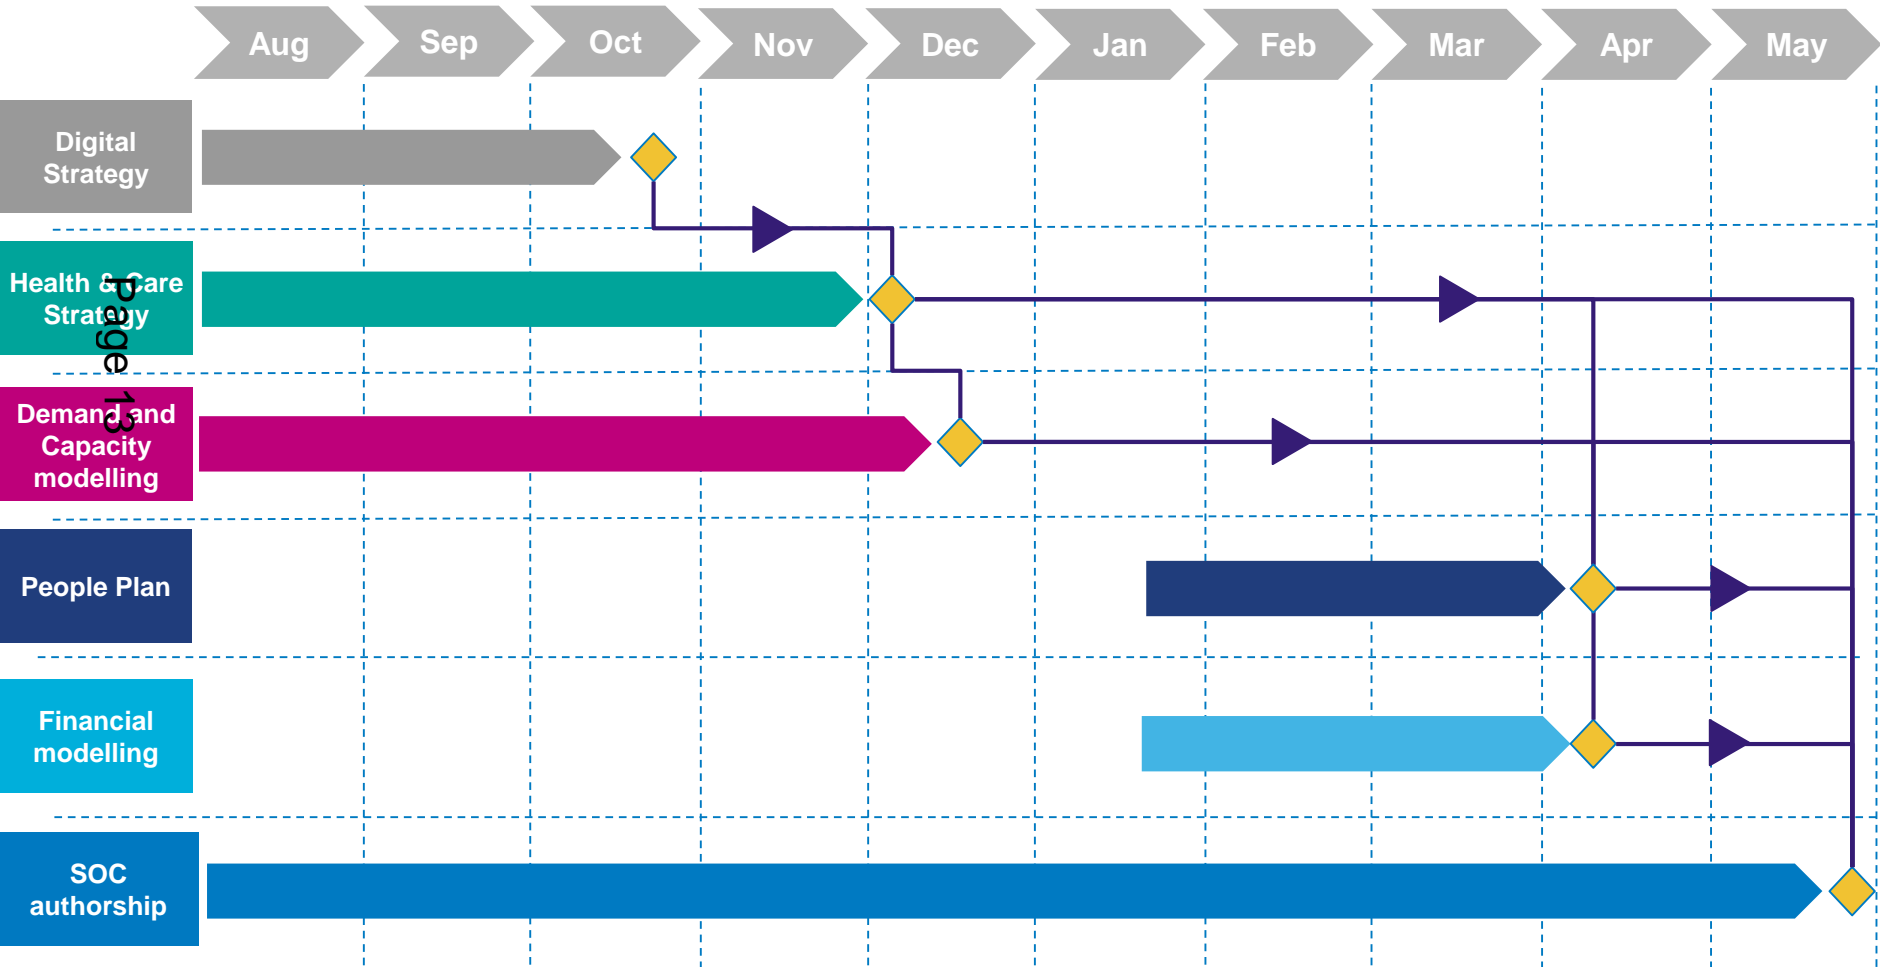 Aug Sep Oct Nov Dec Jan Feb Mar Apr May
Digital
Strategy
Health & Care
Strategy
Page 13
Demand and
Capacity
modelling
People Plan
Financial
modelling
SOC
authorship